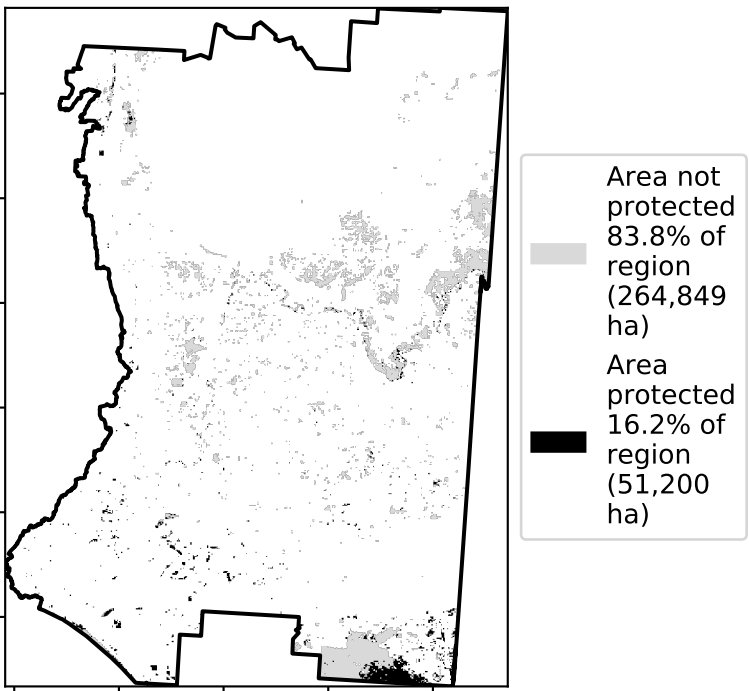 Area not
protected
83.8% of
region
(264,849
ha)
Area
protected
16.2% of
region
(51,200
ha)